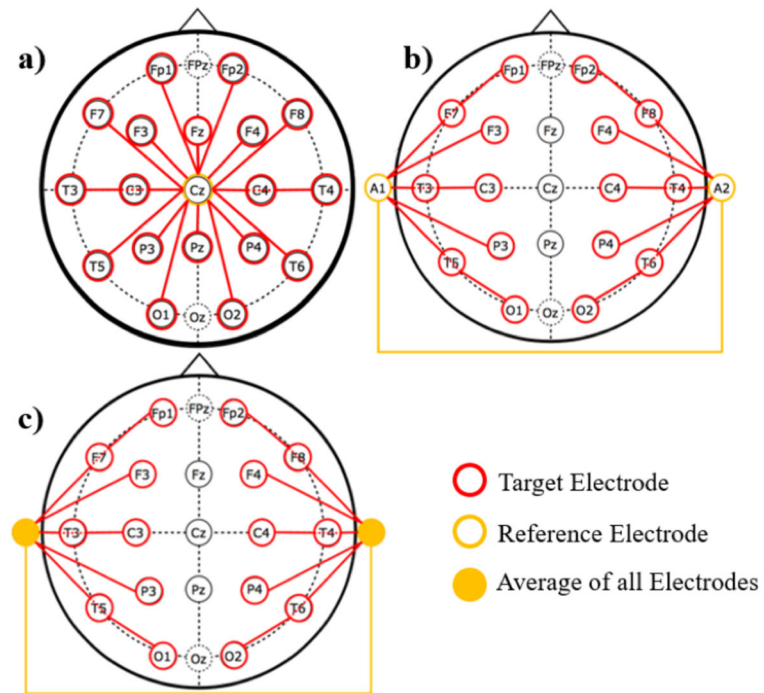 a)
Fp1 FPz Fp2
F7 F3 Fz F4 F8
T3 C3 Cz C4 T4
T5 P3 Pz P4 T6
O1 Oz O2
b)
Fp1 FPz Fp2
F7 F3 Fz F4 F8
A1 T3 C3 Cz C4 T4 A2
T5 P3 Pz P4 T6
O1 Oz O2
c)
Fp1 FPz Fp2
F7 F3 Fz F4 F8
T3 C3 Cz C4 T4
T5 P3 Pz P4 T6
O1 Oz O2
Target Electrode
Reference Electrode
Average of all Electrodes